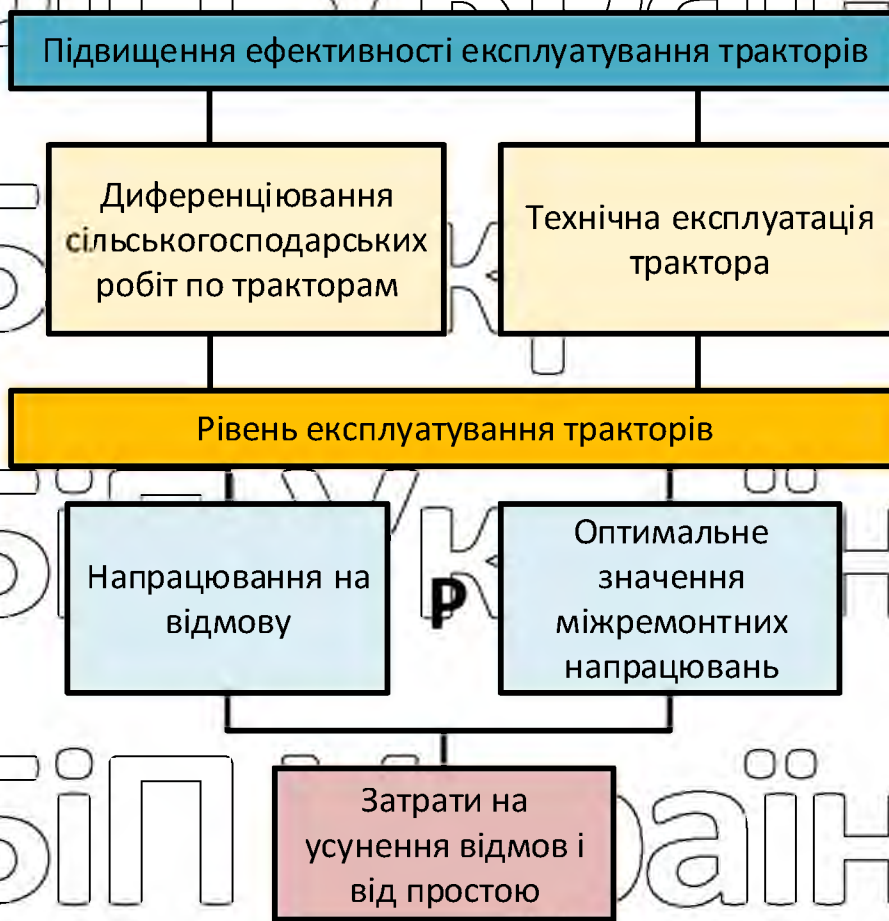 Підвищення ефективності експлуатування тракторів
Диференціювання
сільськогосподарських
робіт по тракторам
Технічна експлуатація
трактора
Рівень експлуатування тракторів
Напрацювання на
відмову
р
Оптимальне
значення
міжремонтних
напрацювань
Затрати на
усунення відмов і
від простою